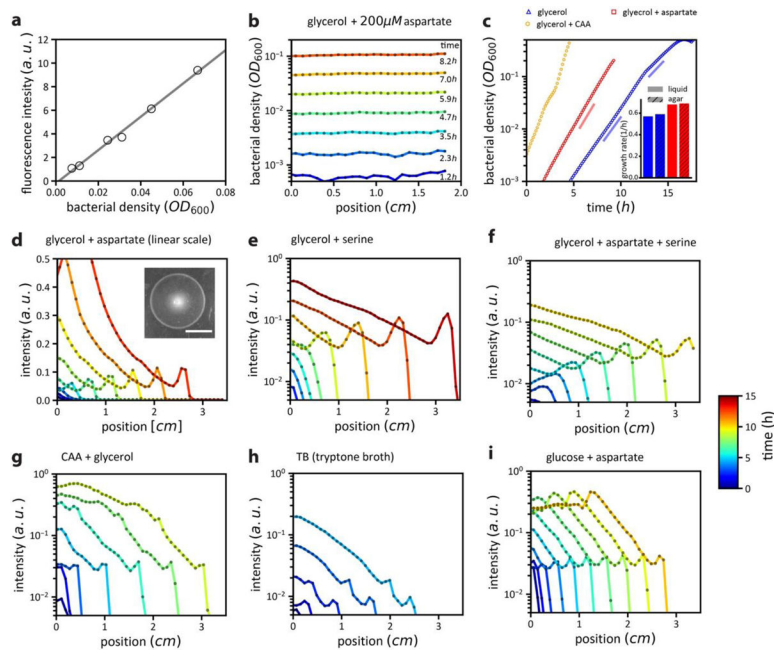 a
fluorescence intesity (a. u.)
12
10
8
6
4
2
0
0.00 0.02 0.04 0.06 0.08
bacterial density (OD600)
b
glycerol + 200μM aspartate
bacterial density (OD600)
10⁻¹
10⁻²
10⁻³
time
8.2h
7.0h
5.9h
4.7h
3.5h
2.3h
1.2h
0.0 0.5 1.0 1.5 2.0
position (cm)
c
glycerol
glyecrol + aspartate
glycerol + CAA
bacterial density (OD600)
10⁻¹
10⁻²
10⁻³
0 5 10 15
time (h)
liquid
agar
growth rate(1/h)
0.6
0.4
0.2
0.0
d
glycerol + aspartate (linear scale)
intensity (a. u.)
0.5
0.4
0.3
0.2
0.1
0.0
0 1 2 3
position [cm]
e
glycerol + serine
intensity (a. u.)
10⁰
10⁻¹
10⁻²
0 1 2 3
position (cm)
f
glycerol + aspartate + serine
intensity (a. u.)
10⁰
10⁻¹
10⁻²
0 1 2 3
position (cm)
g
CAA + glycerol
intensity (a. u.)
10⁰
10⁻¹
10⁻²
0 1 2 3
position (cm)
h
TB (tryptone broth)
intensity (a. u.)
10⁰
10⁻¹
10⁻²
0 1 2 3
position (cm)
i
glucose + aspartate
intensity (a. u.)
10⁰
10⁻¹
10⁻²
0 1 2 3
position (cm)
15
10
5
0
time (h)